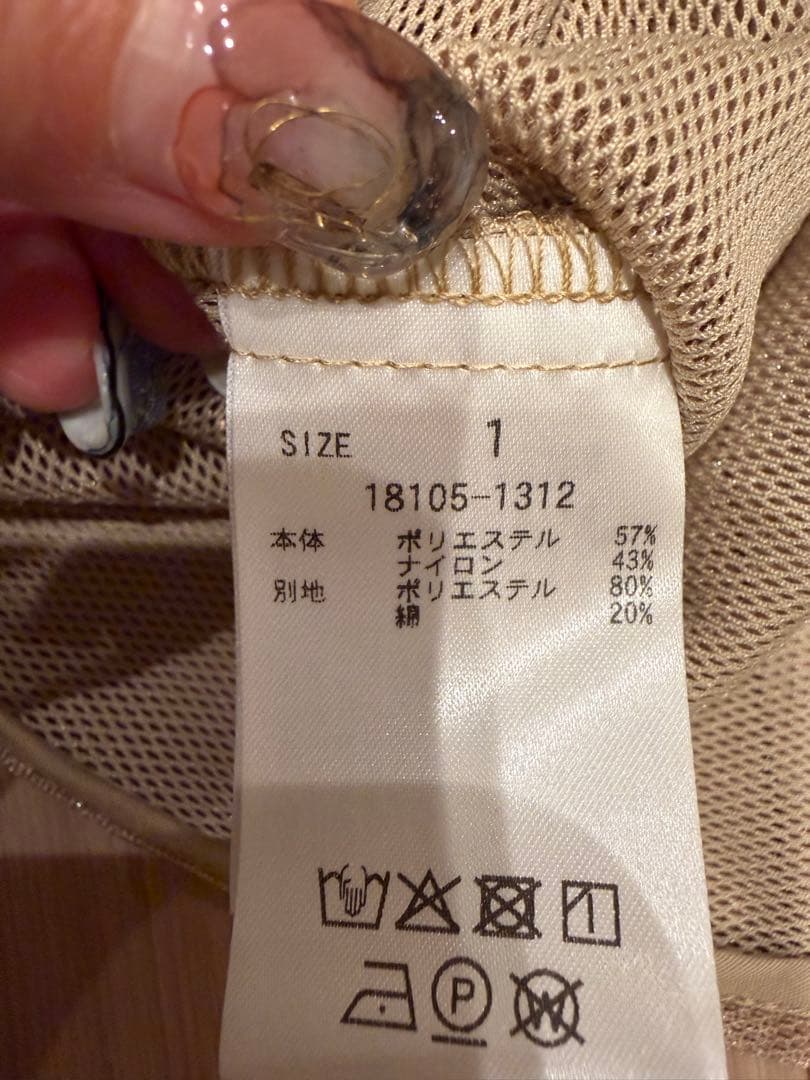 SIZE 1
18105-1312
本体 ポリエステル 57%
ナイロン 43%
別地 ポリエステル 80%
綿 20%
P
W